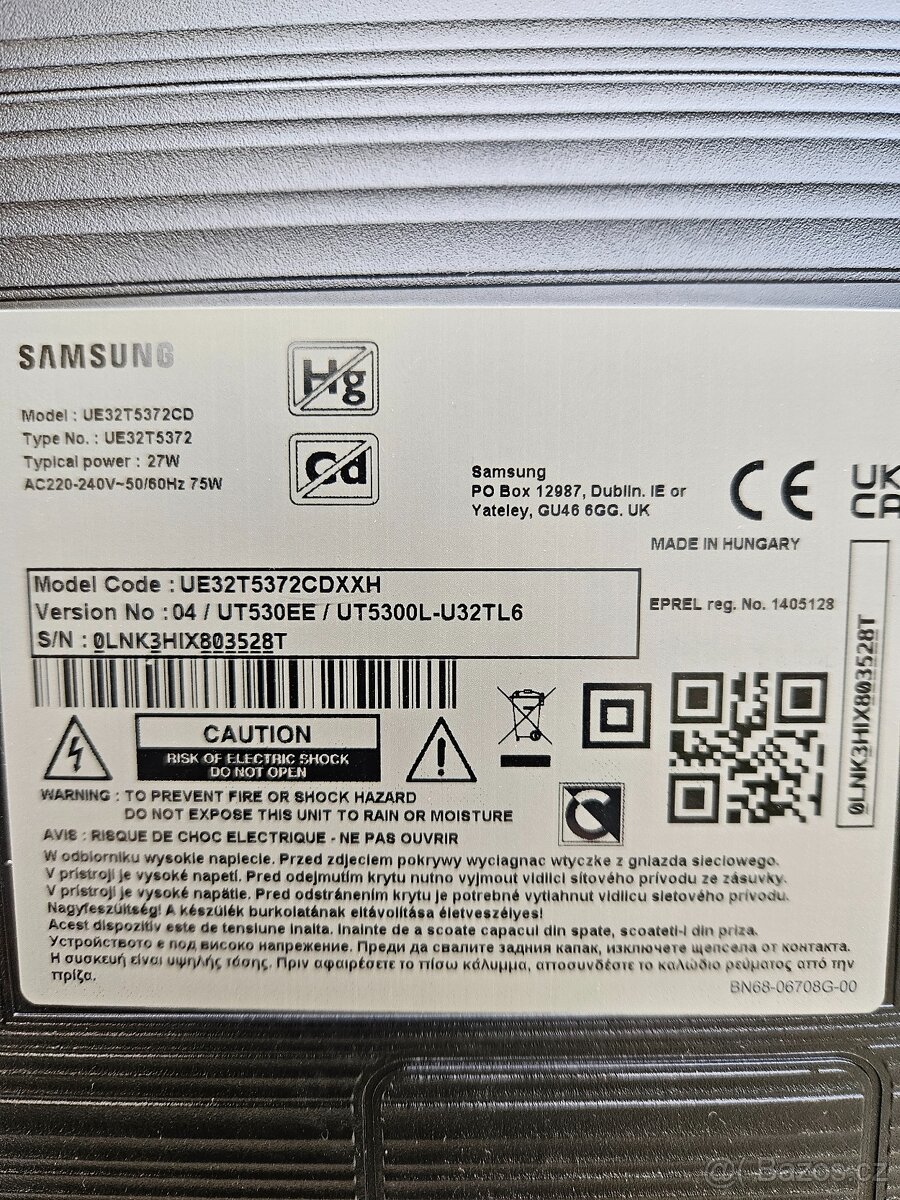 SAMSUNG
Hg
Cd
Model : UE32T5372CD
Type No. : UE32T5372
Typical power : 27W
AC220-240V~50/60Hz 75W
Samsung
PO Box 12987, Dublin. IE or
Yateley, GU46 6GG. UK
CE
UK
CA
MADE IN HUNGARY
Model Code : UE32T5372CDXXH
Version No : 04 / UT530EE / UT5300L-U32TL6
S/N : 0LNK3HIX803528T
EPREL reg. No. 1405128
0LNK3HIX803528T
CAUTION
RISK OF ELECTRIC SHOCK
DO NOT OPEN
WARNING : TO PREVENT FIRE OR SHOCK HAZARD
DO NOT EXPOSE THIS UNIT TO RAIN OR MOISTURE
AVIS : RISQUE DE CHOC ELECTRIQUE - NE PAS OUVRIR
W odbiorniku wysokie napiecie. Przed zdjeciem pokrywy wyciagnac wtyczke z gniazda sieciowego.
V prístroji je vysoké napetí. Pred odejmutím krytu nutno vyjmout vidlici síťového prívodu ze zásuvky.
V prístroji je vysoké napätie. Pred odstránením krytu je potrebné vytiahnut vidlicu sietového prívodu.
Nagyfeszültség! A készülék burkolatának eltávolítása életveszélyes!
Acest dispozitiv este de tensiune inalta. Inainte de a scoate capacul din spate, scoateti-l din priza.
Устройството е под високо напрежение. Преди да свалите задния капак, изключете щепсела от контакта.
Η συσκευή είναι υψηλής τάσης. Πριν αφαιρέσετε το πίσω κάλυμμα, αποσυνδέστε το καλώδιο ρεύματος από την
πρίζα.
BN68-06708G-00
@ Bazos.cz